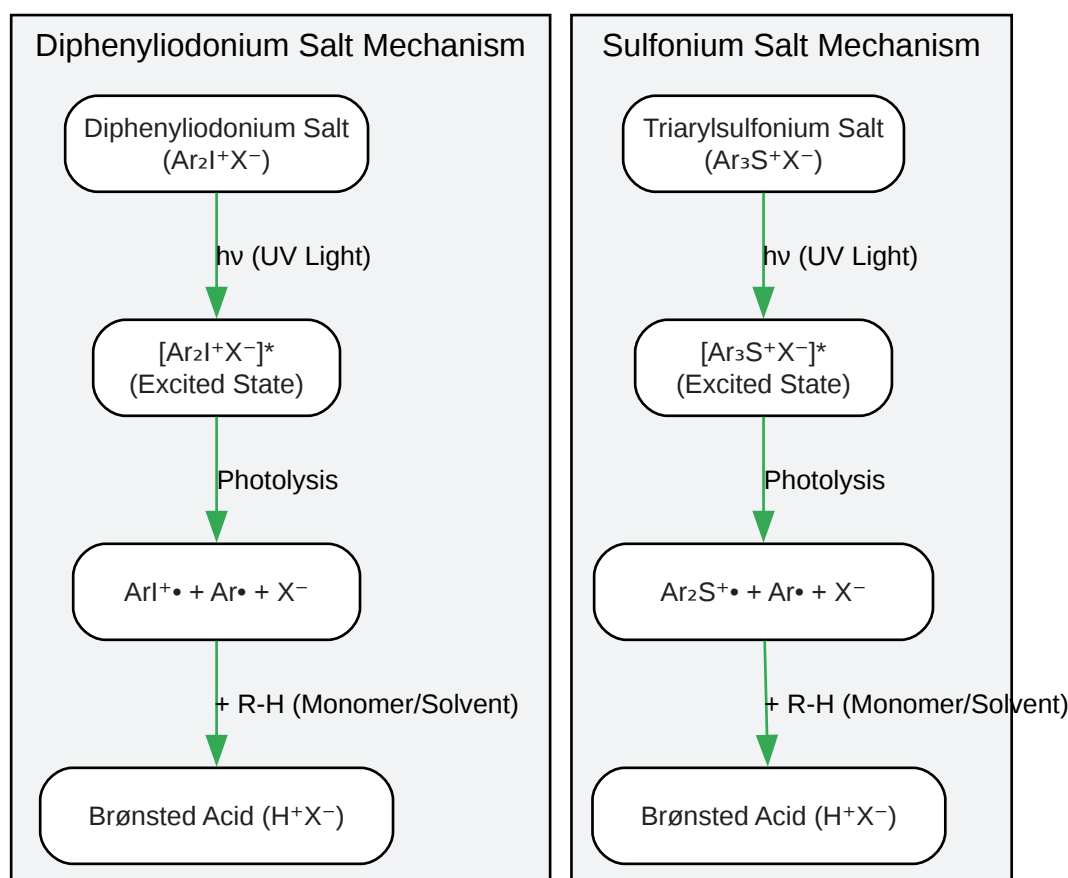 Diphenyliodonium Salt Mechanism
Diphenyliodonium Salt
(Ar₂I⁺X⁻)
hν (UV Light)
[Ar₂I⁺X⁻]*
(Excited State)
Photolysis
ArI⁺• + Ar• + X⁻
+ R-H (Monomer/Solvent)
Brønsted Acid (H⁺X⁻)
Sulfonium Salt Mechanism
Triarylsulfonium Salt
(Ar₃S⁺X⁻)
hν (UV Light)
[Ar₃S⁺X⁻]*
(Excited State)
Photolysis
Ar₂S⁺• + Ar• + X⁻
+ R-H (Monomer/Solvent)
Brønsted Acid (H⁺X⁻)